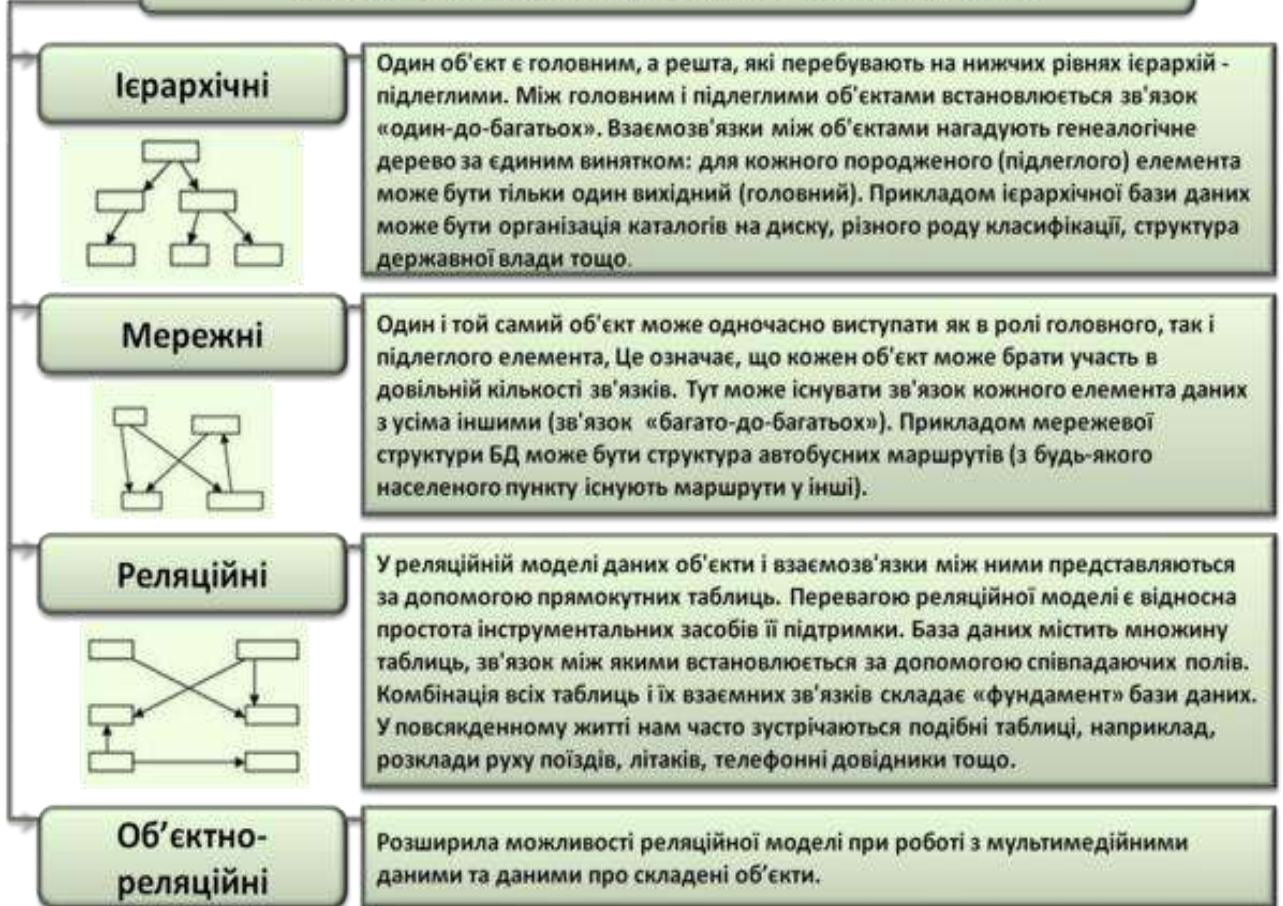 Ієрархічні
Один об'єкт є головним, а решта, які перебувають на нижчих рівнях ієрархій -
підлеглими. Між головним і підлеглими об'єктами встановлюється зв'язок
«один-до-багатьох». Взаємозв'язки між об'єктами нагадують генеалогічне
дерево за єдиним винятком: для кожного породженого (підлеглого) елемента
може бути тільки один вихідний (головний). Прикладом ієрархічної бази даних
може бути організація каталогів на диску, різного роду класифікації, структура
державної влади тощо.
Мережні
Один і той самий об'єкт може одночасно виступати як в ролі головного, так і
підлеглого елемента, Це означає, що кожен об'єкт може брати участь в
довільній кількості зв'язків. Тут може існувати зв'язок кожного елемента даних
з усіма іншими (зв'язок «багато-до-багатьох»). Прикладом мережевої
структури БД може бути структура автобусних маршрутів (з будь-якого
населеного пункту існують маршрути у інші).
Реляційні
У реляційній моделі даних об'єкти і взаємозв'язки між ними представляються
за допомогою прямокутних таблиць. Перевагою реляційної моделі є відносна
простота інструментальних засобів її підтримки. База даних містить множину
таблиць, зв'язок між якими встановлюється за допомогою співпадаючих полів.
Комбінація всіх таблиць і їх взаємних зв'язків складає «фундамент» бази даних.
У повсякденному житті нам часто зустрічаються подібні таблиці, наприклад,
розклади руху поїздів, літаків, телефонні довідники тощо.
Об’єктно-
реляційні
Розширила можливості реляційної моделі при роботі з мультимедійними
даними та даними про складені об’єкти.